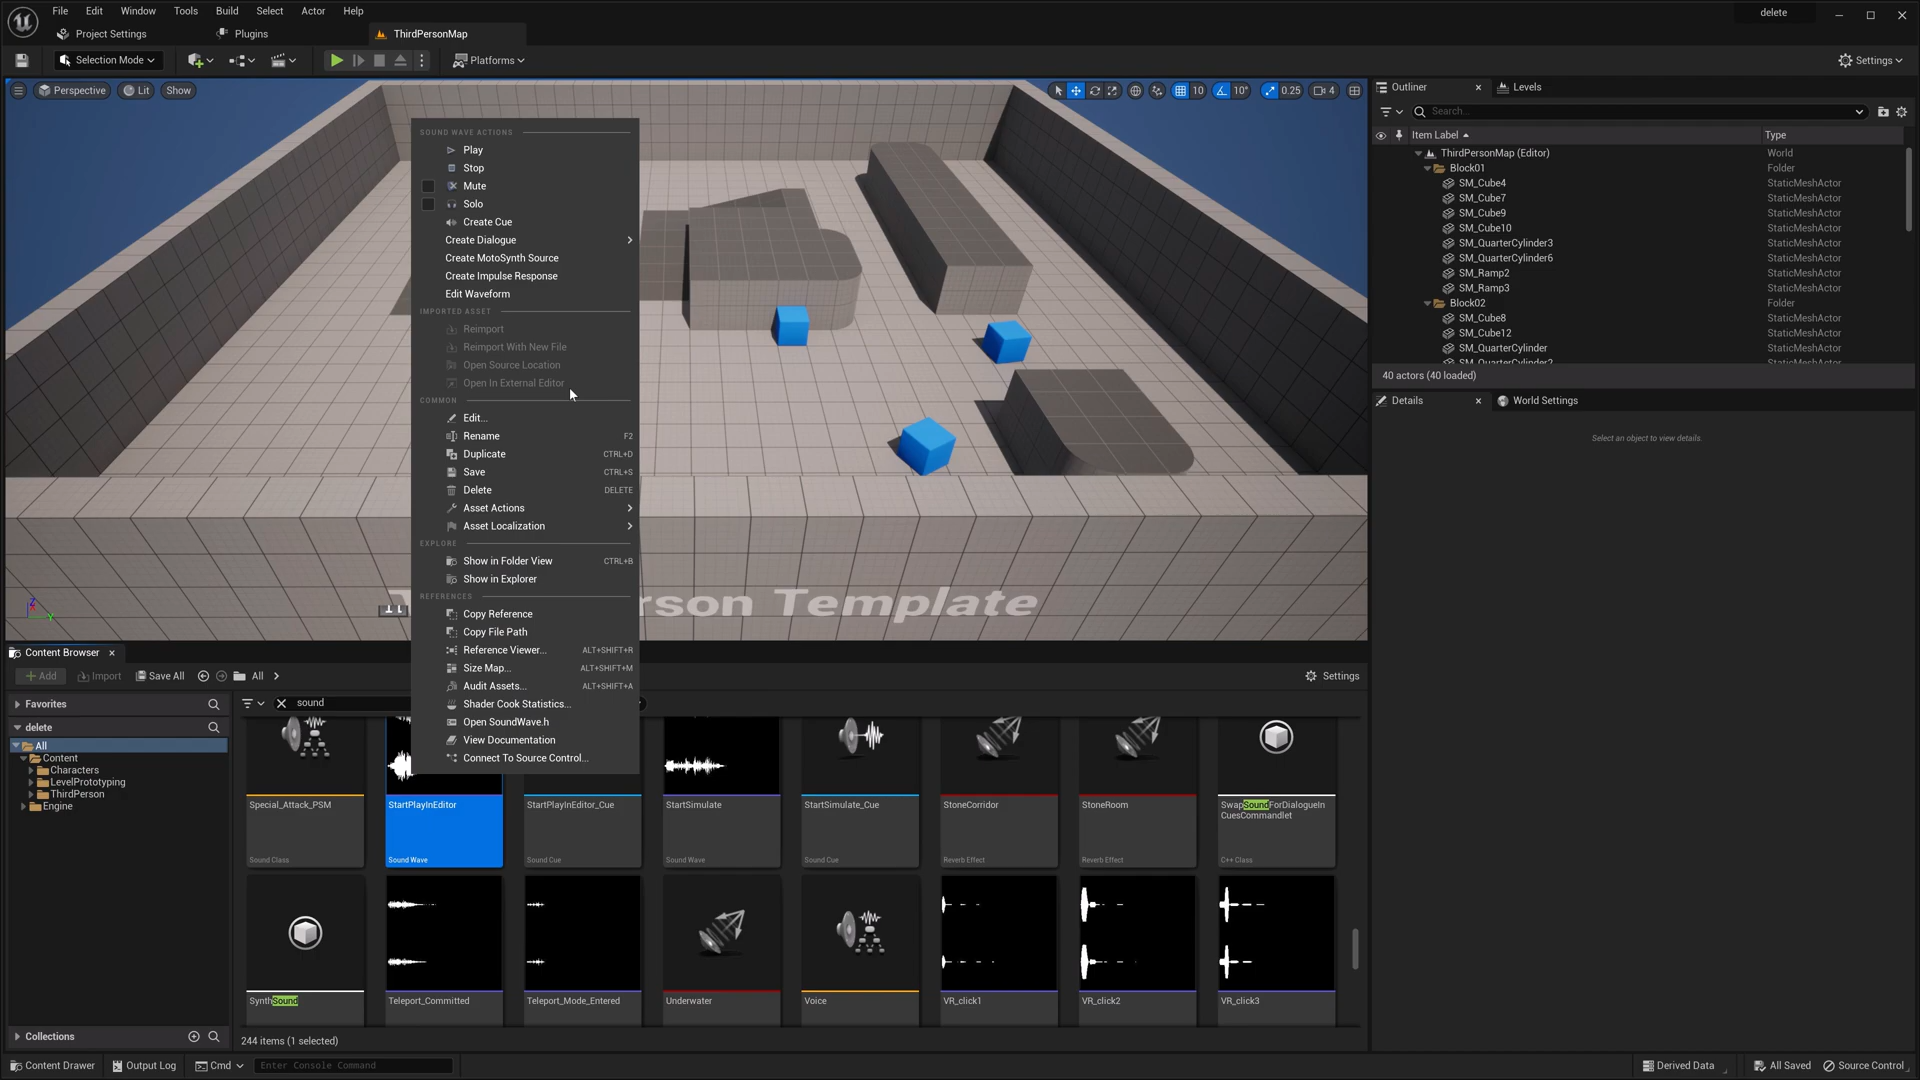 File Edit Window Tools Build Select Actor Help
delete
Project Settings
Plugins
ThirdPersonMap
Selection Mode
Platforms
Settings
Perspective
Lit
Show
10
10°
0.25
4
SOUND WAVE ACTIONS
Play
Stop
Mute
Solo
Create Cue
Create Dialogue
Create MotoSynth Source
Create Impulse Response
Edit Waveform
IMPORTED ASSET
Reimport
Reimport With New File
Open Source Location
Open In External Editor
COMMON
Edit...
Rename F2
Duplicate CTRL+D
Save CTRL+S
Delete DELETE
Asset Actions
Asset Localization
EXPLORE
Show in Folder View CTRL+B
Show in Explorer
REFERENCES
Copy Reference
Copy File Path
Reference Viewer... ALT+SHIFT+R
Size Map... ALT+SHIFT+M
Audit Assets... ALT+SHIFT+A
Shader Cook Statistics...
Open SoundWave.h
View Documentation
Connect To Source Control...
rson Template
Z
Y
Outliner
Levels
Search...
Item Label Type
ThirdPersonMap (Editor) World
Block01 Folder
SM_Cube4 StaticMeshActor
SM_Cube7 StaticMeshActor
SM_Cube9 StaticMeshActor
SM_Cube10 StaticMeshActor
SM_QuarterCylinder3 StaticMeshActor
SM_QuarterCylinder6 StaticMeshActor
SM_Ramp2 StaticMeshActor
SM_Ramp3 StaticMeshActor
Block02 Folder
SM_Cube8 StaticMeshActor
SM_Cube12 StaticMeshActor
SM_QuarterCylinder StaticMeshActor
SM_QuarterCylinder2 StaticMeshActor
40 actors (40 loaded)
Details
World Settings
Select an object to view details.
Content Browser
Add
Import
Save All
All
Settings
Favorites
delete
All
Content
Characters
LevelPrototyping
ThirdPerson
Engine
Collections
sound
Special_Attack_PSM
Sound Class
StartPlayInEditor
Sound Wave
StartPlayInEditor_Cue
Sound Cue
StartSimulate
Sound Wave
StartSimulate_Cue
Sound Cue
StoneCorridor
Reverb Effect
StoneRoom
Reverb Effect
SwapSoundForDialogueIn
CuesCommandlet
C++ Class
SynthSound
Teleport_Committed
Teleport_Mode_Entered
Underwater
Voice
VR_click1
VR_click2
VR_click3
244 items (1 selected)
Content Drawer
Output Log
Cmd
Enter Console Command
Derived Data
All Saved
Source Control